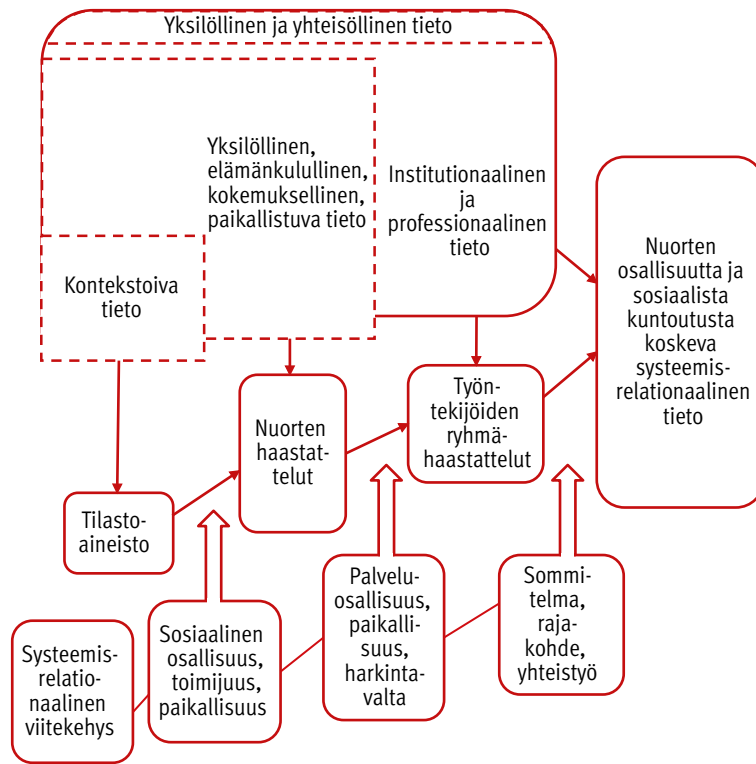 Yksilöllinen ja yhteisöllinen tieto
Yksilöllinen,
elämänkulullinen,
kokemuksellinen,
paikallistuva tieto
Institutionaalinen
ja
professionaalinen
tieto
Kontekstoiva
tieto
Nuorten
osallisuutta ja
sosiaalista
kuntoutusta
koskeva
systeemis-
relationaalinen
tieto
Työn-
tekijöiden
ryhmä-
haastattelut
Nuorten
haastat-
telut
Tilasto-
aineisto
Systeemis-
relatio-
naalinen
viitekehys
Sosiaalinen
osallisuus,
toimijuus,
paikallisuus
Palvelu-
osallisuus,
paikalli-
suus,
harkinta-
valta
Sommi-
telma,
raja-
kohde,
yhteistyö